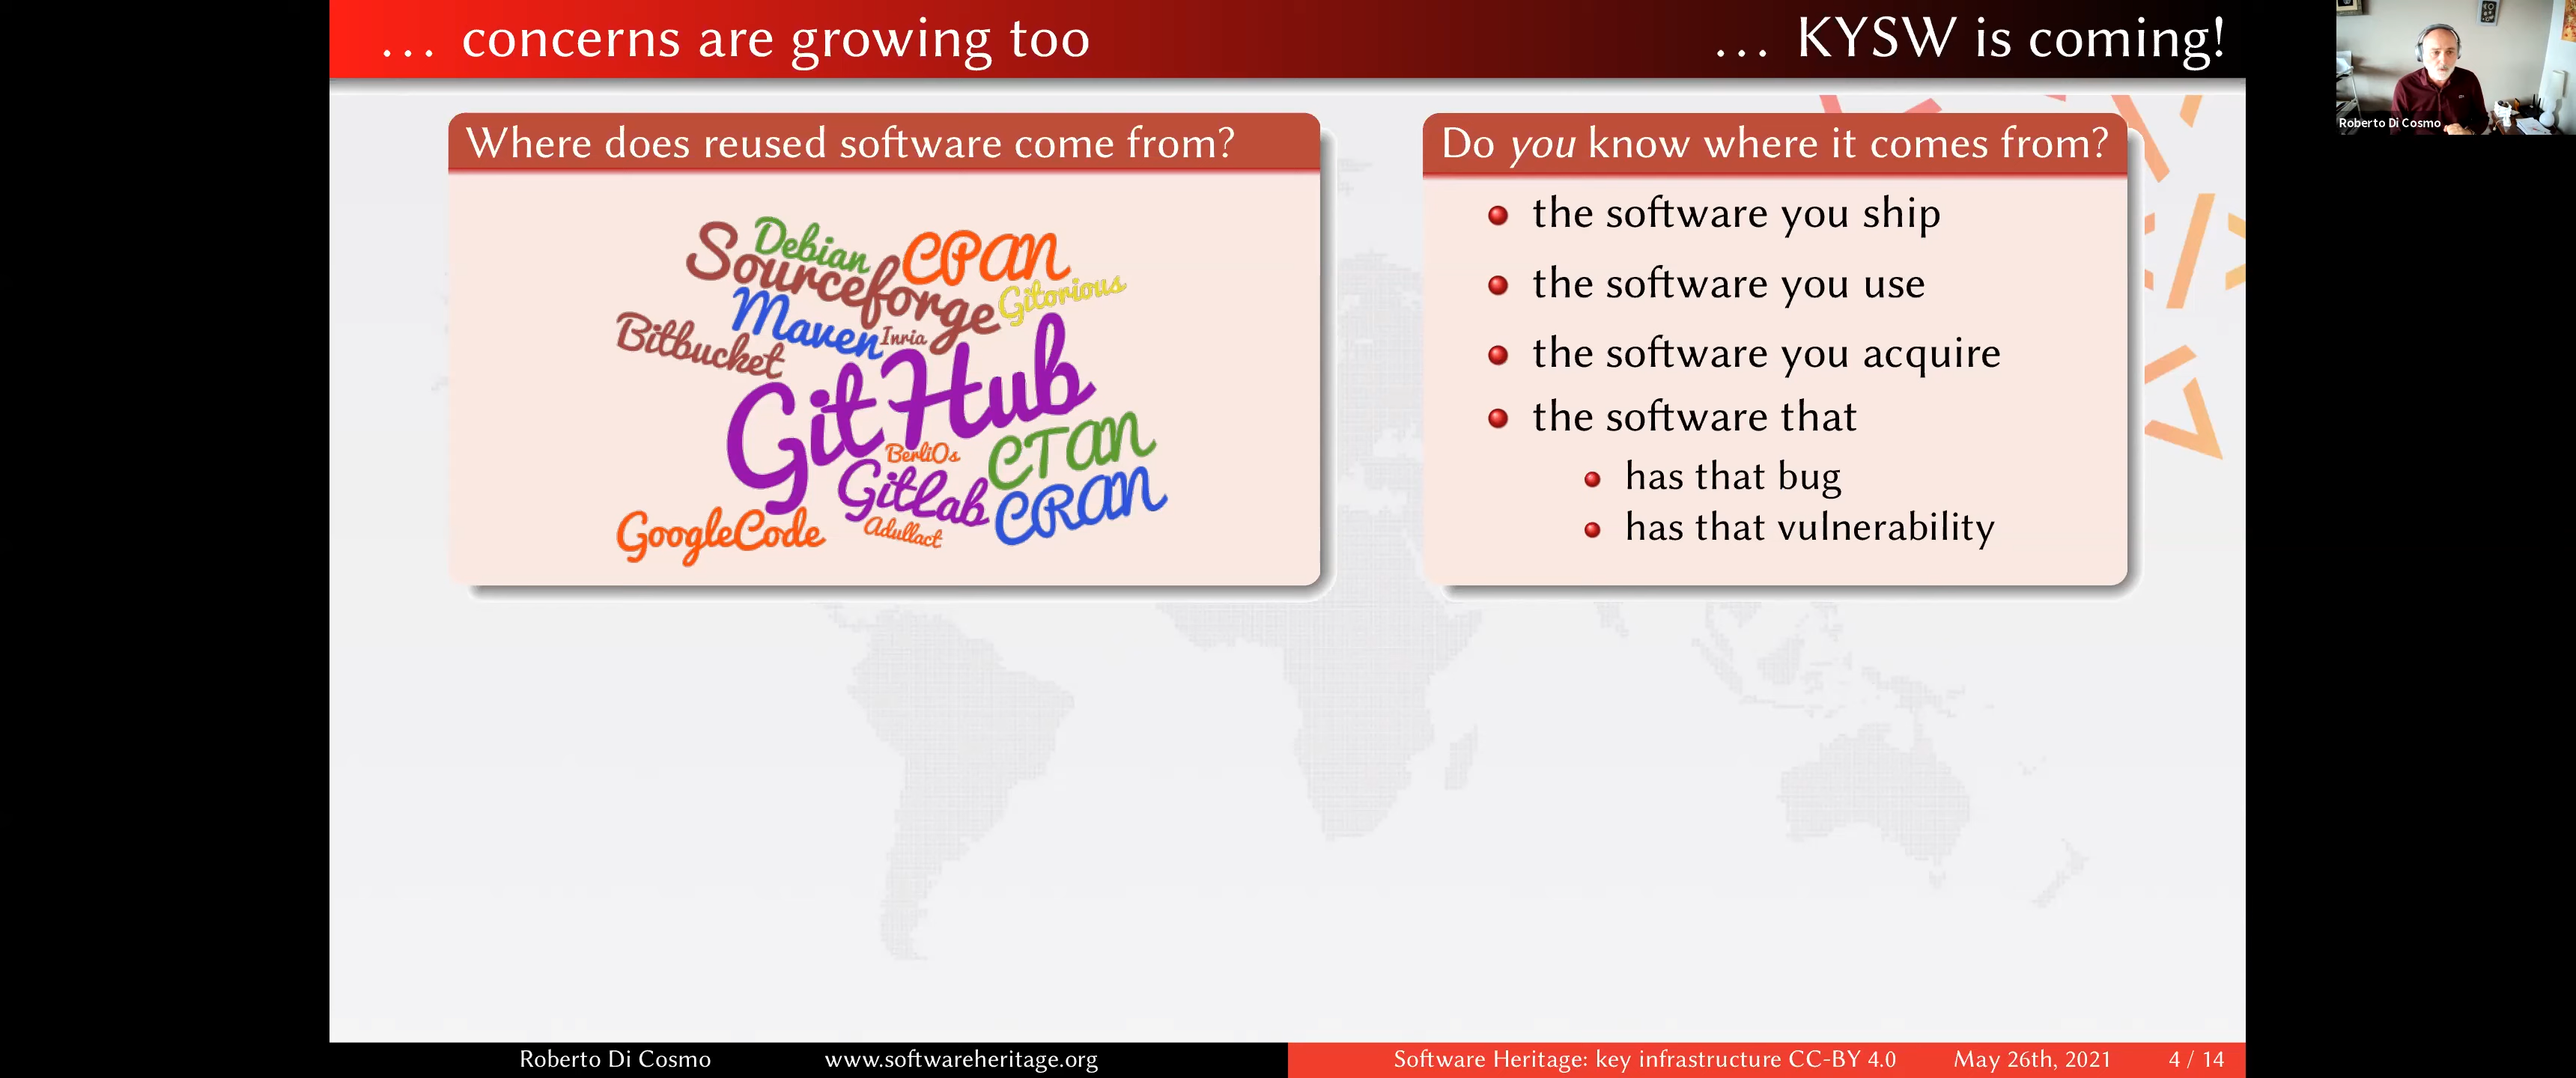 ... concerns are growing too
... KYSW is coming!
Roberto Di Cosmo
Where does reused software come from?
Debian
CPAN
Sourceforge
Gitorious
Maven
Inria
Bitbucket
GitHub
BerliOs
CTAN
GitLab
CRAN
GoogleCode
Adullact
Do you know where it comes from?
the software you ship
the software you use
the software you acquire
the software that
has that bug
has that vulnerability
Roberto Di Cosmo www.softwareheritage.org Software Heritage: key infrastructure CC-BY 4.0 May 26th, 2021 4 / 14